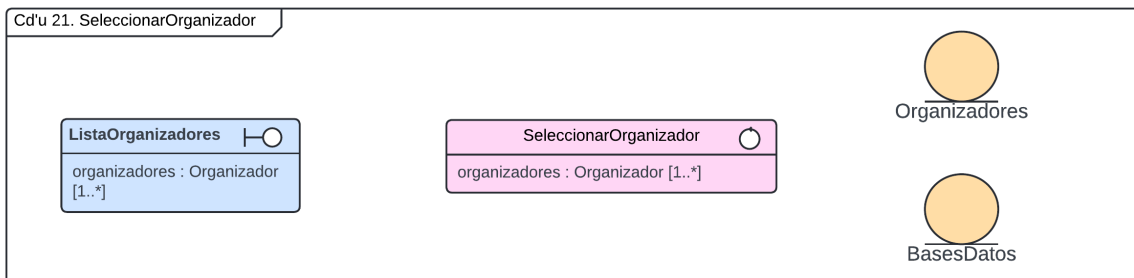 Cd'u 21. SeleccionarOrganizador
ListaOrganizadores
organizadores : Organizador
[1..*]
SeleccionarOrganizador
organizadores : Organizador [1..*]
Organizadores
BasesDatos